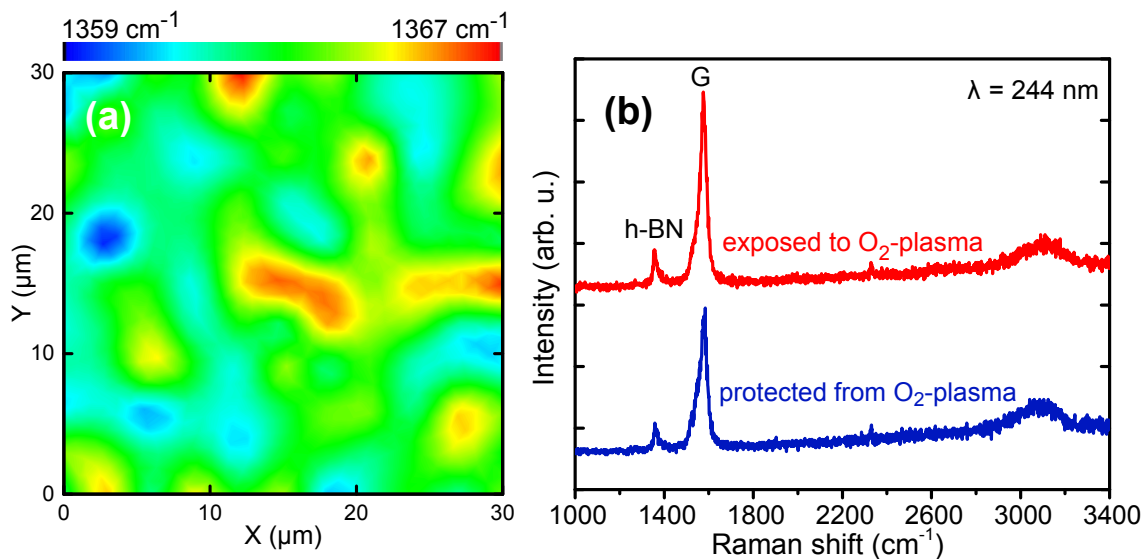 1359 cm⁻¹ 1367 cm⁻¹
(a)
30
20
10
0
Y (µm)
0 10 20 30
X (µm)
(b)
λ = 244 nm
G
h-BN
exposed to O₂-plasma
protected from O₂-plasma
Intensity (arb. u.)
1000 1400 1800 2200 2600 3000 3400
Raman shift (cm⁻¹)